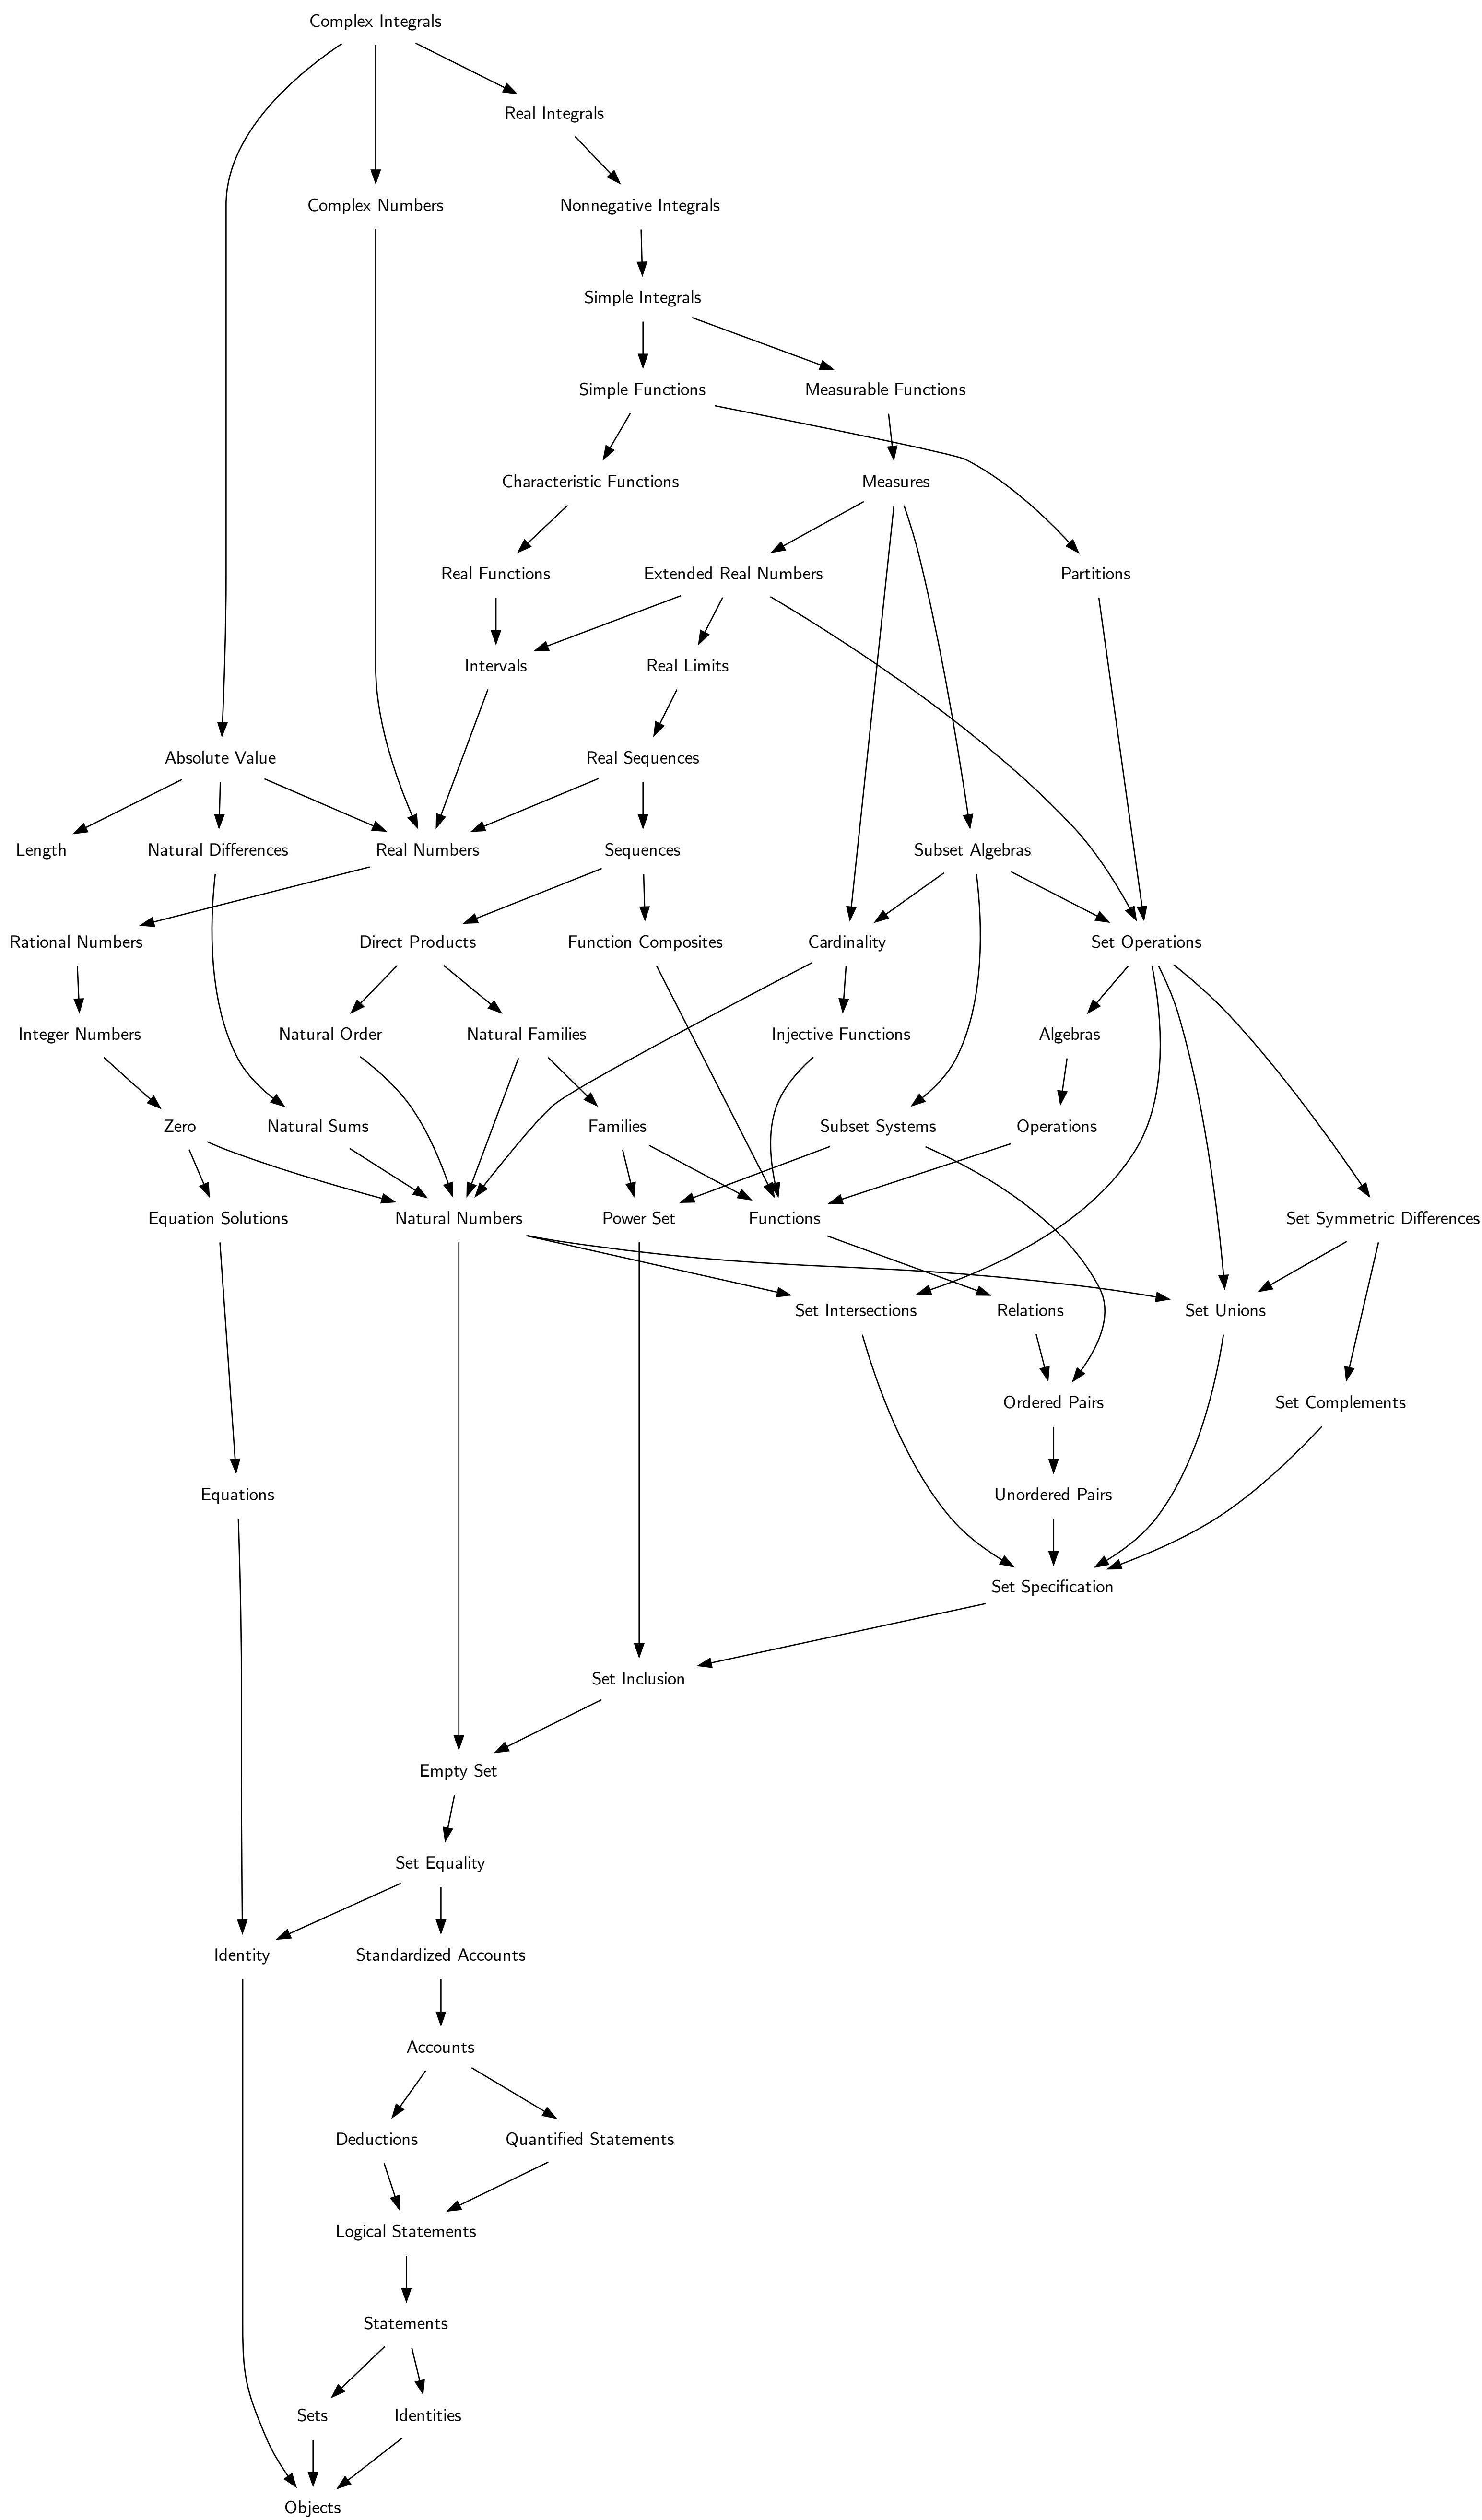 Complex Integrals
Real Integrals
Complex Numbers
Nonnegative Integrals
Simple Integrals
Simple Functions
Measurable Functions
Characteristic Functions
Measures
Real Functions
Extended Real Numbers
Partitions
Intervals
Real Limits
Absolute Value
Real Sequences
Length
Natural Differences
Real Numbers
Sequences
Subset Algebras
Rational Numbers
Direct Products
Function Composites
Cardinality
Set Operations
Integer Numbers
Natural Order
Natural Families
Injective Functions
Algebras
Zero
Natural Sums
Families
Subset Systems
Operations
Equation Solutions
Natural Numbers
Power Set
Functions
Set Symmetric Differences
Set Intersections
Relations
Set Unions
Ordered Pairs
Set Complements
Equations
Unordered Pairs
Set Specification
Set Inclusion
Empty Set
Set Equality
Identity
Standardized Accounts
Accounts
Deductions
Quantified Statements
Logical Statements
Statements
Sets
Identities
Objects